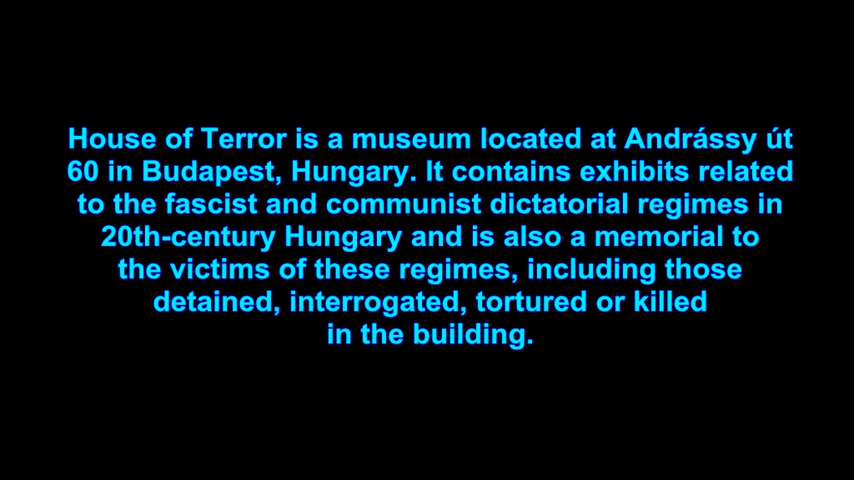 House of Terror is a museum located at Andrássy út
60 in Budapest, Hungary. It contains exhibits related
to the fascist and communist dictatorial regimes in
20th-century Hungary and is also a memorial to
the victims of these regimes, including those
detained, interrogated, tortured or killed
in the building.